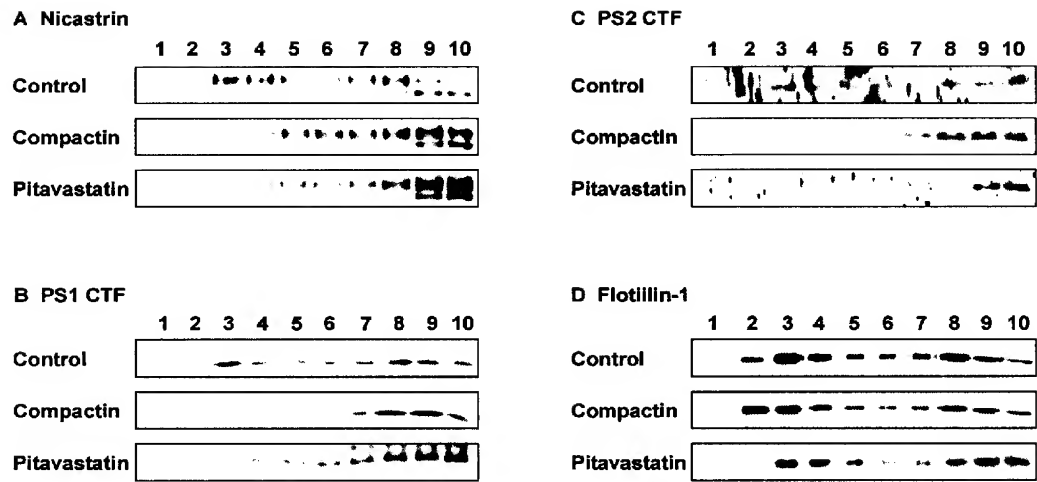 A Nicastrin
1 2 3 4 5 6 7 8 9 10
Control
Compactin
Pitavastatin
C PS2 CTF
1 2 3 4 5 6 7 8 9 10
Control
Compactin
Pitavastatin
B PS1 CTF
1 2 3 4 5 6 7 8 9 10
Control
Compactin
Pitavastatin
D Flotillin-1
1 2 3 4 5 6 7 8 9 10
Control
Compactin
Pitavastatin